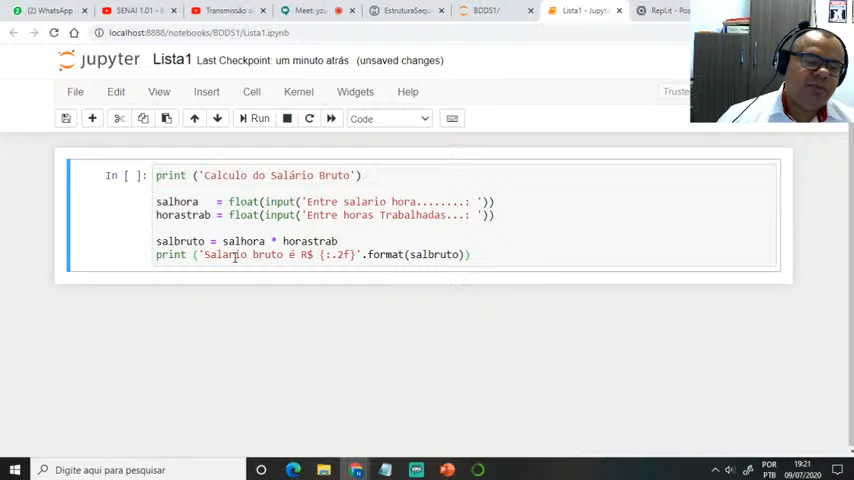 (2) WhatsApp
SENAI 1.01 - E
Transmissão
Meet: yzu
EstruturaSeque
BDDS1/
Lista1 - Jupyte
Repl.it - Pos
localhost:8888/notebooks/BDDS1/Lista1.ipynb
jupyter Lista1 Last Checkpoint: um minuto atrás (unsaved changes)
File Edit View Insert Cell Kernel Widgets Help
Truste
Run
Code
In [ ]: print ('Calculo do Salário Bruto')
salhora = float(input('Entre salario hora........: '))
horastrab = float(input('Entre horas Trabalhadas...: '))
salbruto = salhora * horastrab
print ('Salario bruto é R$ {:.2f}'.format(salbruto))
Digite aqui para pesquisar
POR
PTB
19:21
09/07/2020